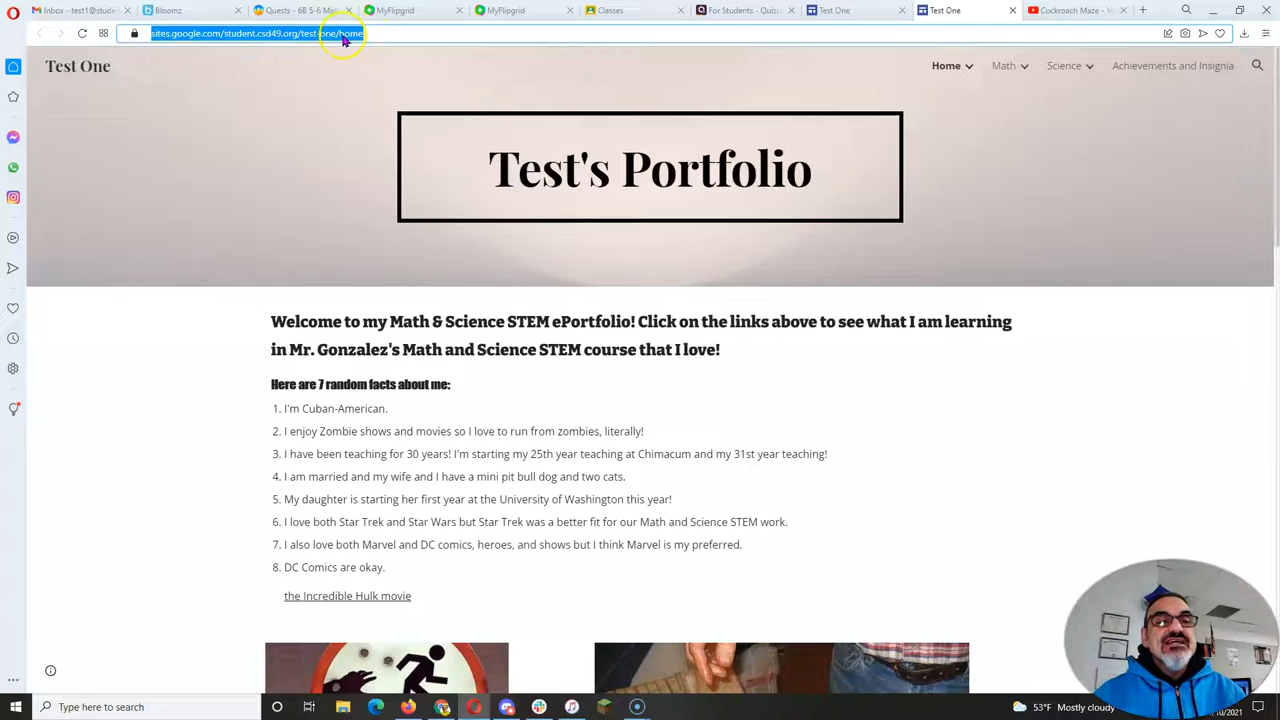 Inbox - test1@stude
Bloomz
Quests - 6B 5-6 Ma
MyFlipgrid
MyFlipgrid
Classes
For Students - Quiz
Test One
Test One
Cockroach Maze - Yo
sites.google.com/student.csd49.org/test-one/home
Test One
Home
Math
Science
Achievements and Insignia
Test's Portfolio
Welcome to my Math & Science STEM ePortfolio! Click on the links above to see what I am learning
in Mr. Gonzalez's Math and Science STEM course that I love!
Here are 7 random facts about me:
1. I'm Cuban-American.
2. I enjoy Zombie shows and movies so I love to run from zombies, literally!
3. I have been teaching for 30 years! I'm starting my 25th year teaching at Chimacum and my 31st year teaching!
4. I am married and my wife and I have a mini pit bull dog and two cats.
5. My daughter is starting her first year at the University of Washington this year!
6. I love both Star Trek and Star Wars but Star Trek was a better fit for our Math and Science STEM work.
7. I also love both Marvel and DC comics, heroes, and shows but I think Marvel is my preferred.
8. DC Comics are okay.
the Incredible Hulk movie
Type here to search
53°F Mostly cloudy
/10/2021